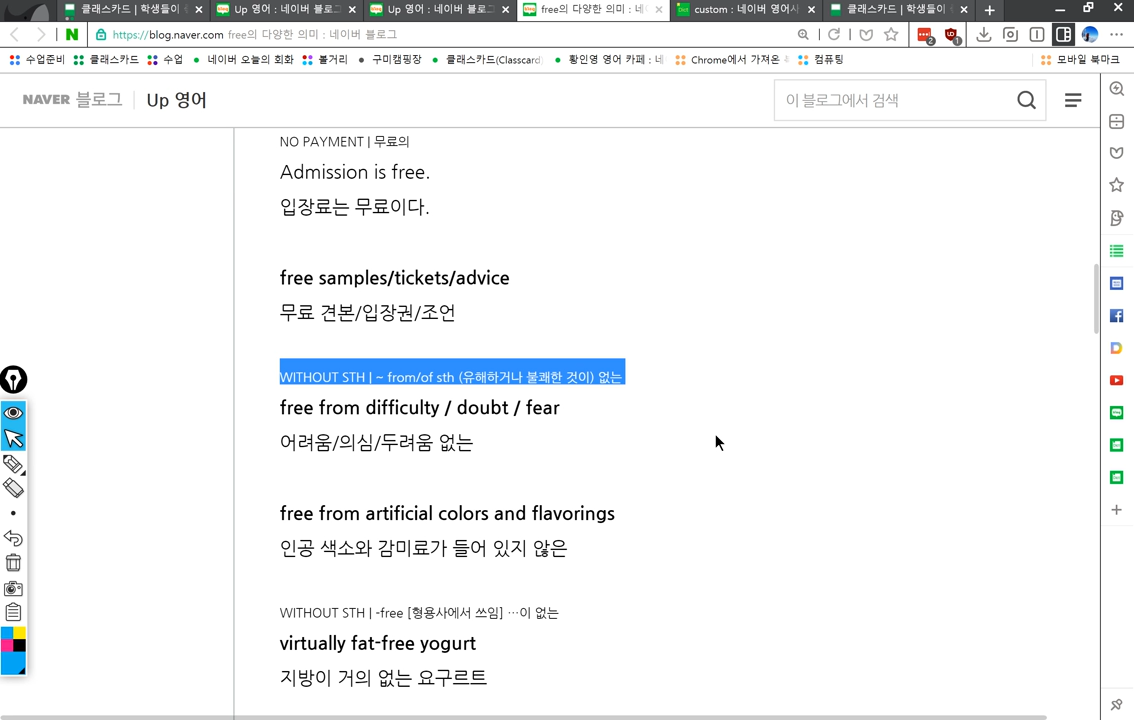 클래스카드 | 학생들이
Up 영어 : 네이버 블로그
Up 영어 : 네이버 블로그
free의 다양한 의미 : 네
custom : 네이버 영어사
클래스카드 | 학생들이
https://blog.naver.com free의 다양한 의미 : 네이버 블로그
수업준비
클래스카드
수업
네이버 오늘의 회화
볼거리
구미캠핑장
클래스카드(Classcard
황인영 영어 카페 : 네
Chrome에서 가져온
컴퓨팅
모바일 북마크
NAVER 블로그
Up 영어
이 블로그에서 검색
NO PAYMENT | 무료의
Admission is free.
입장료는 무료이다.
free samples/tickets/advice
무료 견본/입장권/조언
WITHOUT STH | ~ from/of sth (유해하거나 불쾌한 것이) 없는
free from difficulty / doubt / fear
어려움/의심/두려움 없는
free from artificial colors and flavorings
인공 색소와 감미료가 들어 있지 않은
WITHOUT STH | -free [형용사에서 쓰임] …이 없는
virtually fat-free yogurt
지방이 거의 없는 요구르트